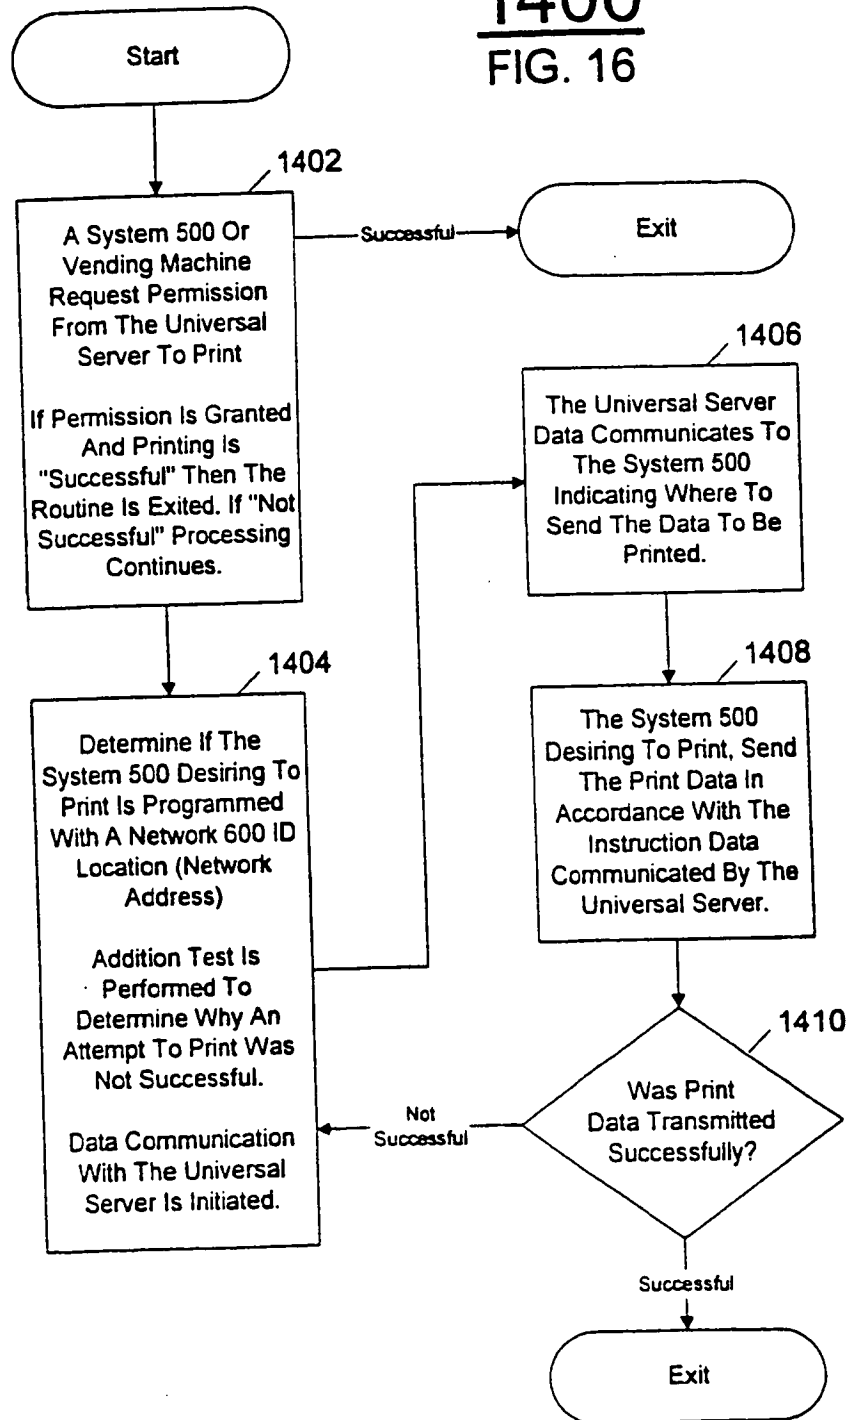 1400
FIG. 16
Start
1402
A System 500 Or
Vending Machine
Request Permission
From The Universal
Server To Print
If Permission Is Granted
And Printing Is
"Successful" Then The
Routine Is Exited. If "Not
Successful" Processing
Continues.
Successful
Exit
1404
Determine If The
System 500 Desiring To
Print Is Programmed
With A Network 600 ID
Location (Network
Address)
Addition Test Is
Performed To
Determine Why An
Attempt To Print Was
Not Successful.
Data Communication
With The Universal
Server Is Initiated.
1406
The Universal Server
Data Communicates To
The System 500
Indicating Where To
Send The Data To Be
Printed.
1408
The System 500
Desiring To Print, Send
The Print Data In
Accordance With The
Instruction Data
Communicated By The
Universal Server.
1410
Was Print
Data Transmitted
Successfully?
Not
Successful
Successful
Exit